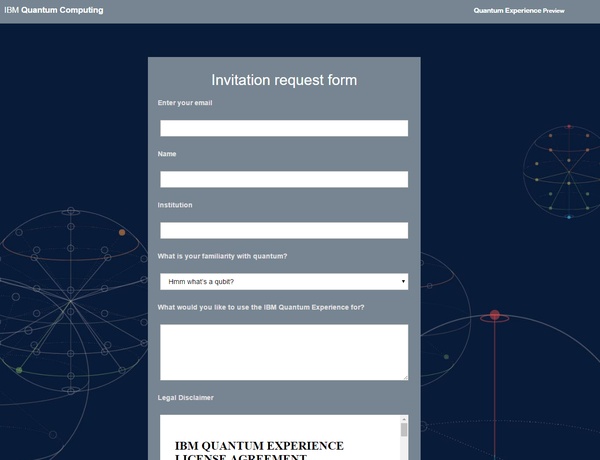 IBM Quantum Computing
Quantum Experience Preview
Invitation request form
Enter your email
Name
Institution
What is your familiarity with quantum?
Hmm what's a qubit?
What would you like to use the IBM Quantum Experience for?
Legal Disclaimer
IBM QUANTUM EXPERIENCE
LICENSE AGREEMENT